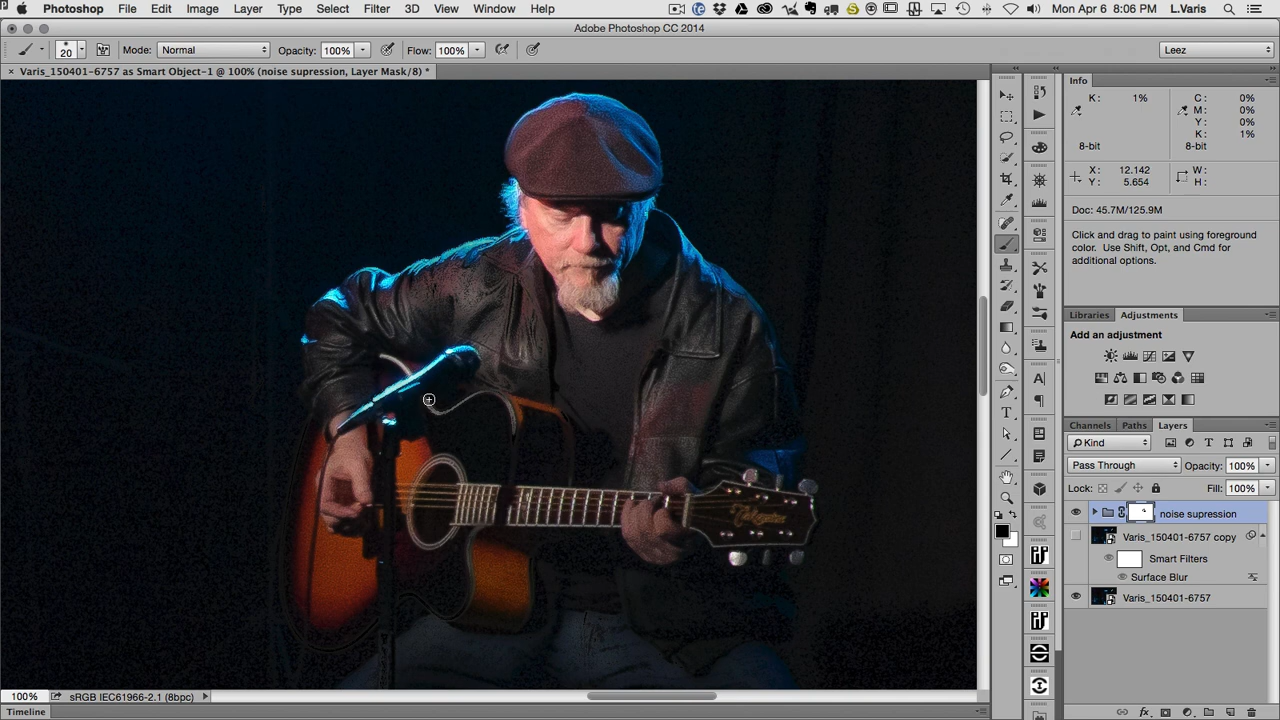 Photoshop File Edit Image Layer Type Select Filter 3D View Window Help Mon Apr 6 8:06 PM L.Varis
Adobe Photoshop CC 2014
20 Mode: Normal Opacity: 100% Flow: 100% Leez
× Varis_150401-6757 as Smart Object-1 @ 100% (noise supression, Layer Mask/8) *
Info
K: 1% C: 0%
M: 0%
Y: 0%
K: 1%
8-bit 8-bit
X: 12.142 W:
Y: 5.654 H:
Doc: 45.7M/125.9M
Click and drag to paint using foreground
color. Use Shift, Opt, and Cmd for
additional options.
Libraries Adjustments
Add an adjustment
Channels Paths Layers
Kind
Pass Through Opacity: 100%
Lock: Fill: 100%
noise supression
Varis_150401-6757 copy
Smart Filters
Surface Blur
Varis_150401-6757
100% sRGB IEC61966-2.1 (8bpc)
Timeline